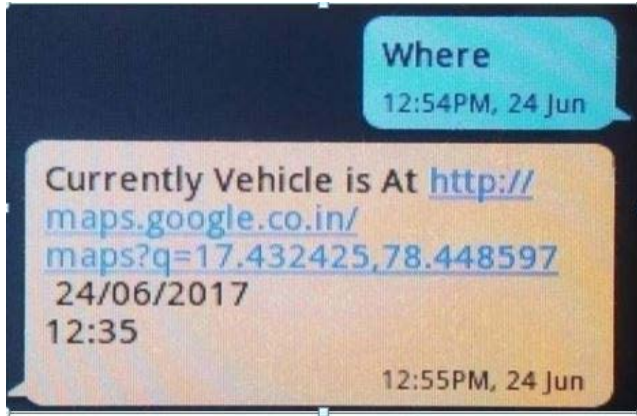 Where
12:54PM, 24 Jun
Currently Vehicle is At http://
maps.google.co.in/
maps?q=17.432425,78.448597
24/06/2017
12:35
12:55PM, 24 Jun